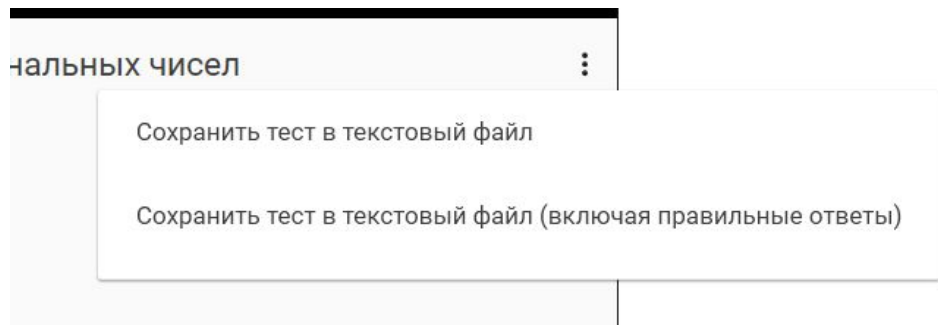 нальных чисел
Сохранить тест в текстовый файл
Сохранить тест в текстовый файл (включая правильные ответы)